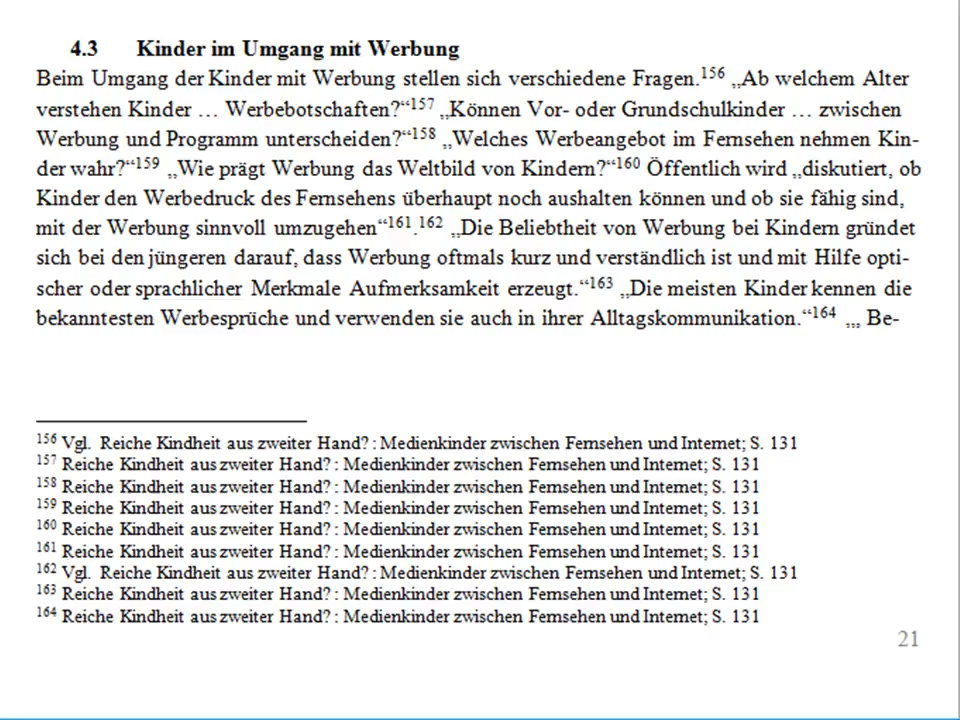 4.3 Kinder im Umgang mit Werbung
Beim Umgang der Kinder mit Werbung stellen sich verschiedene Fragen.156 „Ab welchem Alter
verstehen Kinder … Werbebotschaften?“157 „Können Vor- oder Grundschulkinder … zwischen
Werbung und Programm unterscheiden?“158 „Welches Werbeangebot im Fernsehen nehmen Kin-
der wahr?“159 „Wie prägt Werbung das Weltbild von Kindern?“160 Öffentlich wird „diskutiert, ob
Kinder den Werbedruck des Fernsehens überhaupt noch aushalten können und ob sie fähig sind,
mit der Werbung sinnvoll umzugehen“161.162 „Die Beliebtheit von Werbung bei Kindern gründet
sich bei den jüngeren darauf, dass Werbung oftmals kurz und verständlich ist und mit Hilfe opti-
scher oder sprachlicher Merkmale Aufmerksamkeit erzeugt.“163 „Die meisten Kinder kennen die
bekanntesten Werbesprüche und verwenden sie auch in ihrer Alltagskommunikation.“164 „‚ Be-
156 Vgl. Reiche Kindheit aus zweiter Hand? : Medienkinder zwischen Fernsehen und Internet; S. 131
157 Reiche Kindheit aus zweiter Hand? : Medienkinder zwischen Fernsehen und Internet; S. 131
158 Reiche Kindheit aus zweiter Hand? : Medienkinder zwischen Fernsehen und Internet; S. 131
159 Reiche Kindheit aus zweiter Hand? : Medienkinder zwischen Fernsehen und Internet; S. 131
160 Reiche Kindheit aus zweiter Hand? : Medienkinder zwischen Fernsehen und Internet; S. 131
161 Reiche Kindheit aus zweiter Hand? : Medienkinder zwischen Fernsehen und Internet; S. 131
162 Vgl. Reiche Kindheit aus zweiter Hand? : Medienkinder zwischen Fernsehen und Internet; S. 131
163 Reiche Kindheit aus zweiter Hand? : Medienkinder zwischen Fernsehen und Internet; S. 131
164 Reiche Kindheit aus zweiter Hand? : Medienkinder zwischen Fernsehen und Internet; S. 131
21